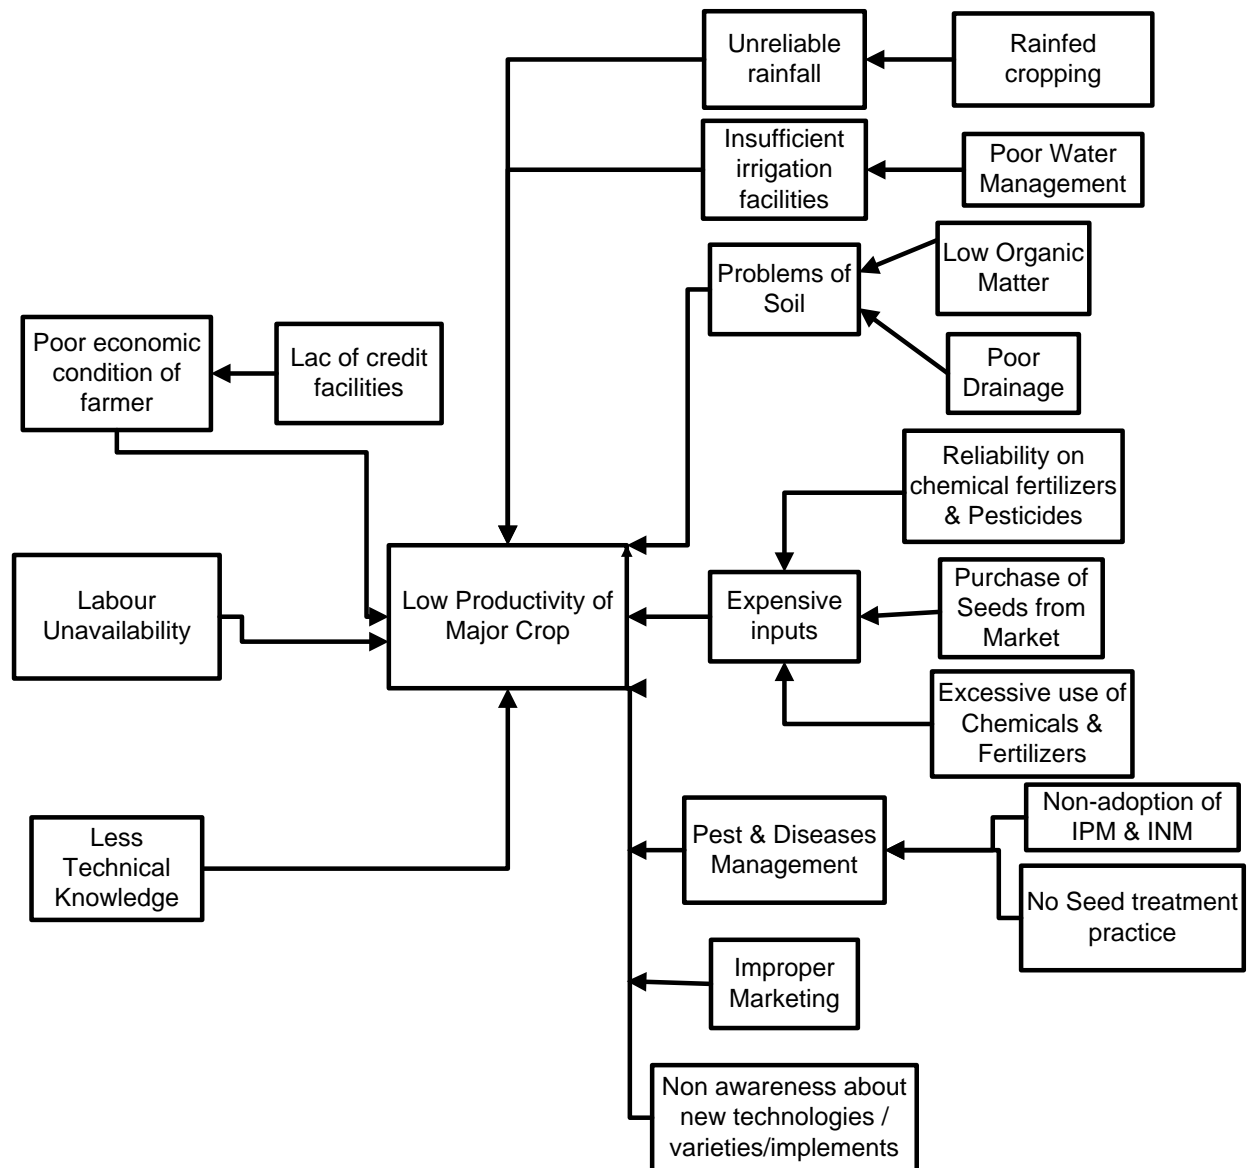 Unreliable
rainfall
Rainfed
cropping
Insufficient
irrigation
facilities
Poor Water
Management
Problems of
Soil
Low Organic
Matter
Poor
Drainage
Poor economic
condition of
farmer
Lac of credit
facilities
Reliability on
chemical fertilizers
& Pesticides
Labour
Unavailability
Low Productivity of
Major Crop
Expensive
inputs
Purchase of
Seeds from
Market
Excessive use of
Chemicals &
Fertilizers
Less
Technical
Knowledge
Pest & Diseases
Management
Non-adoption of
IPM & INM
No Seed treatment
practice
Improper
Marketing
Non awareness about
new technologies /
varieties/implements